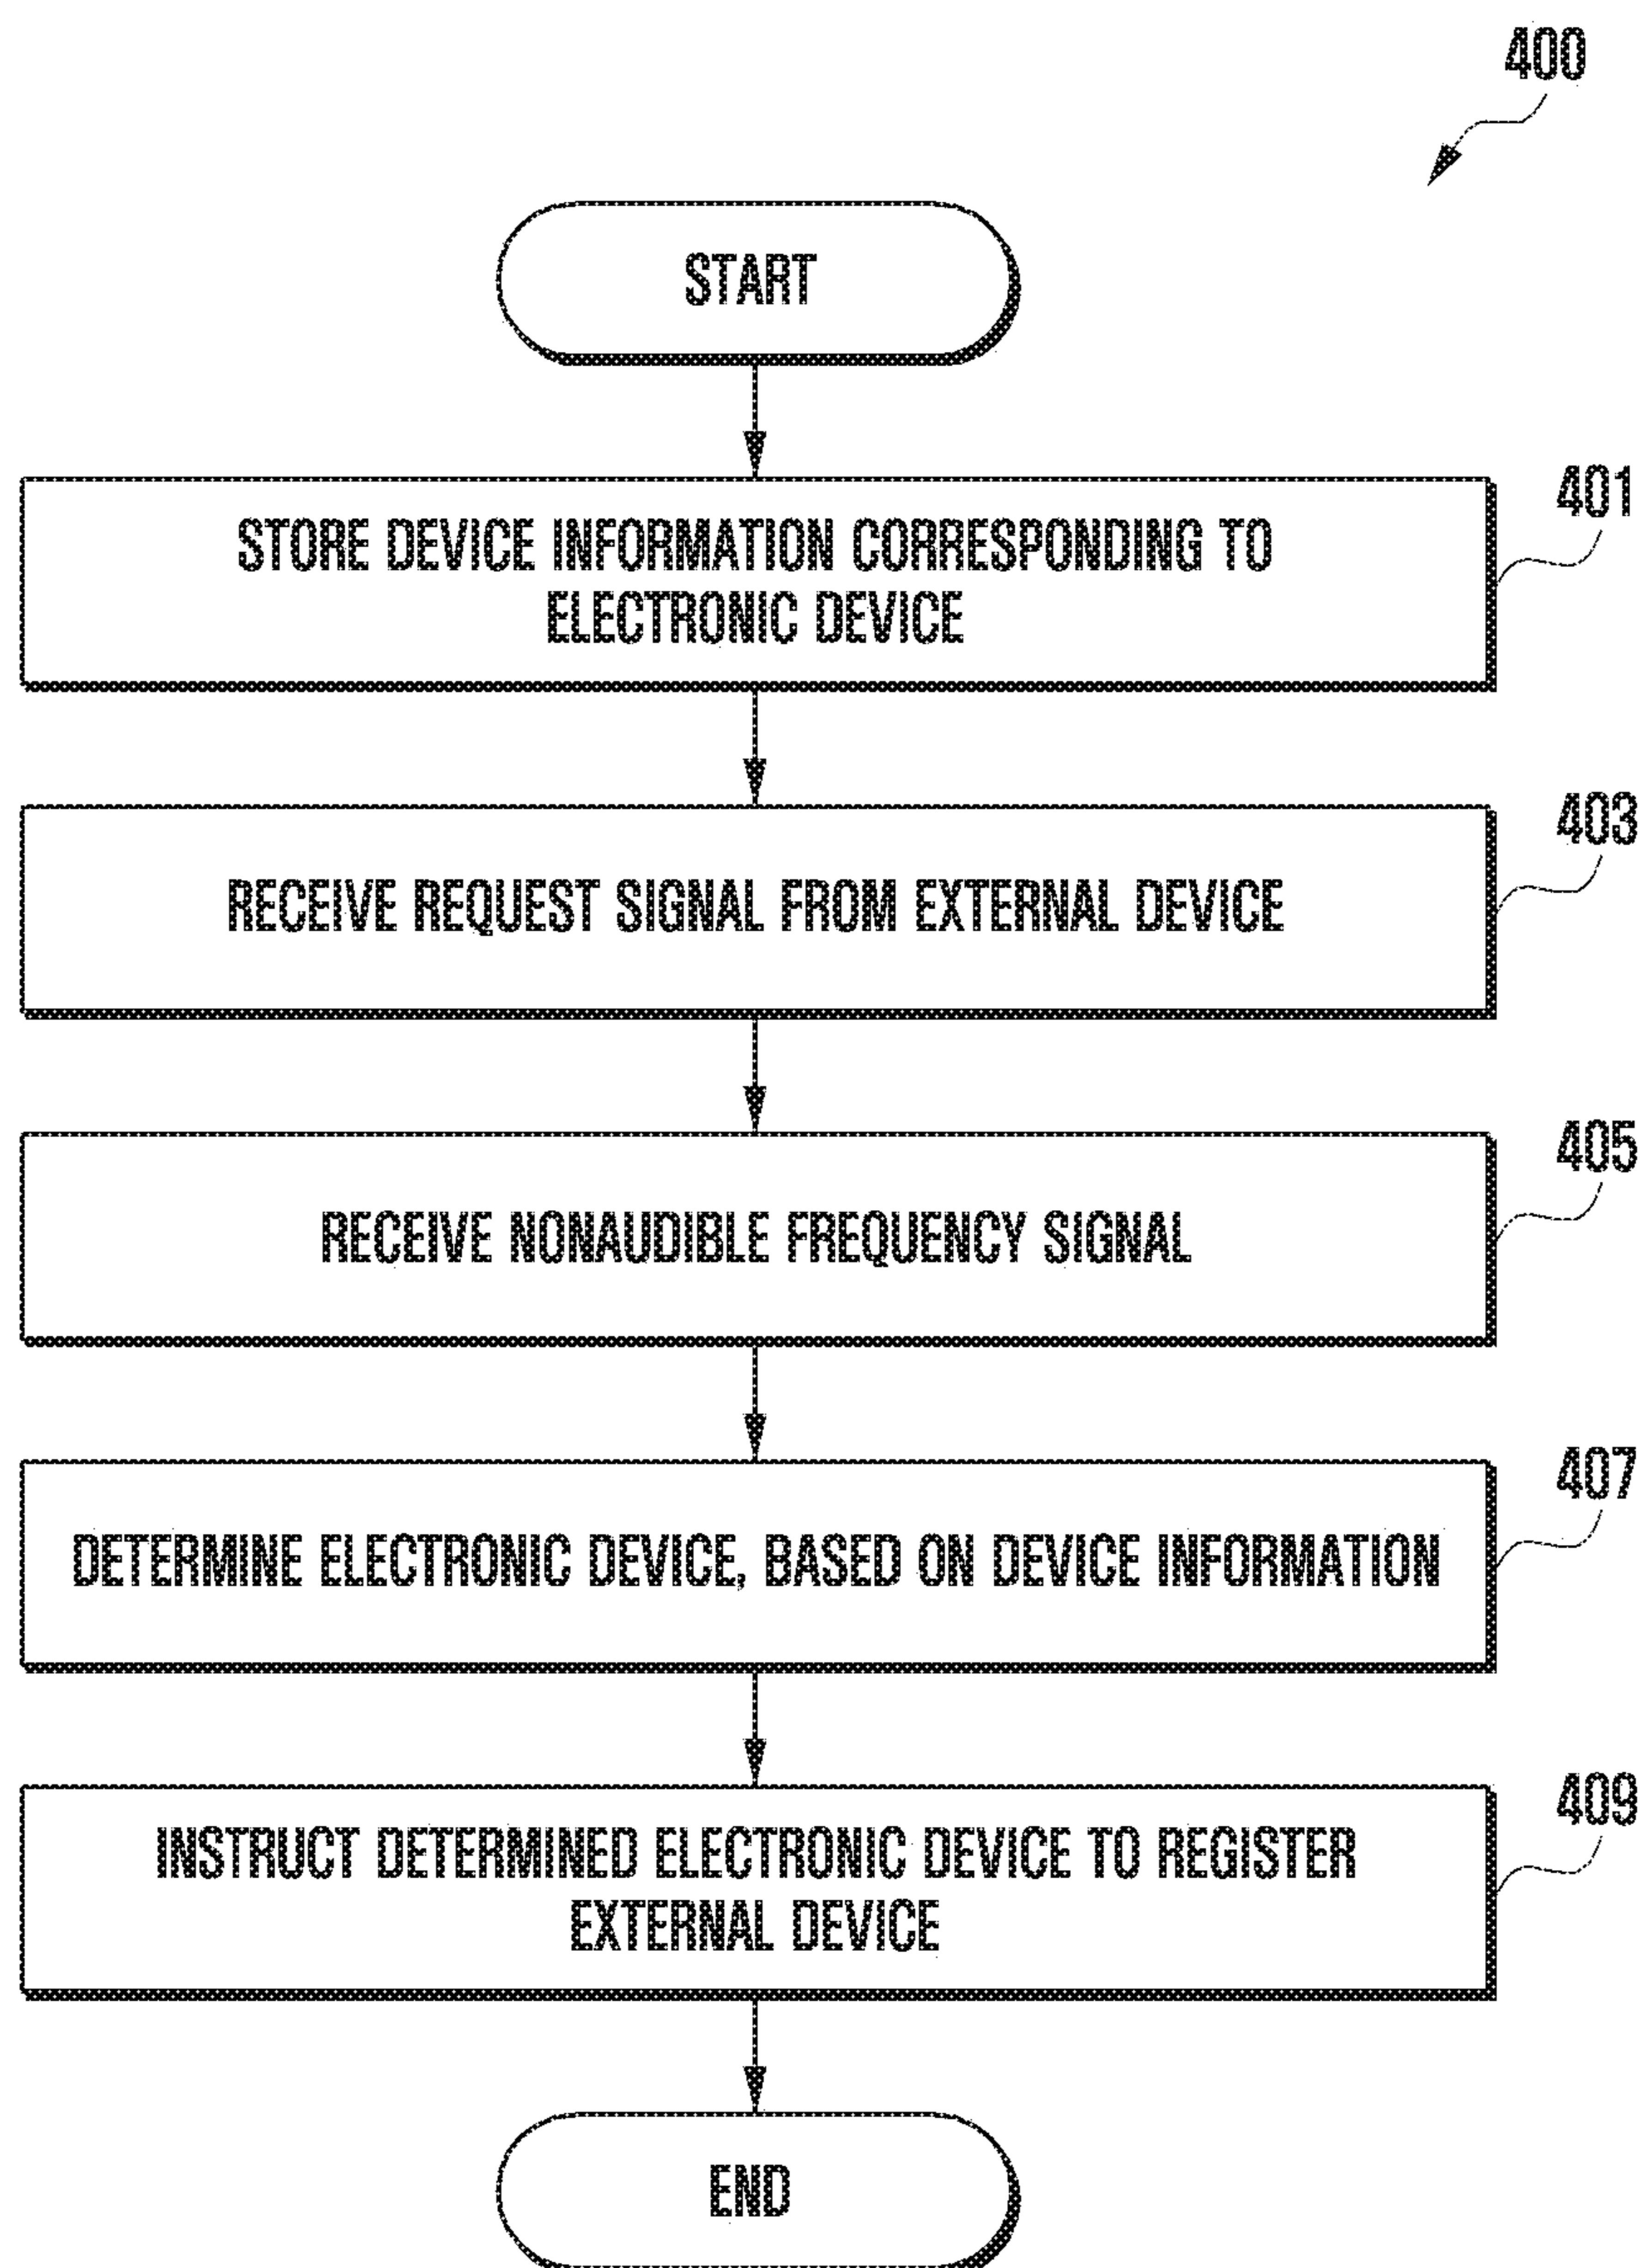 400
START
401
STORE DEVICE INFORMATION CORRESPONDING TO
ELECTRONIC DEVICE
403
RECEIVE REQUEST SIGNAL FROM EXTERNAL DEVICE
405
RECEIVE NONAUDIBLE FREQUENCY SIGNAL
407
DETERMINE ELECTRONIC DEVICE, BASED ON DEVICE INFORMATION
409
INSTRUCT DETERMINED ELECTRONIC DEVICE TO REGISTER
EXTERNAL DEVICE
END